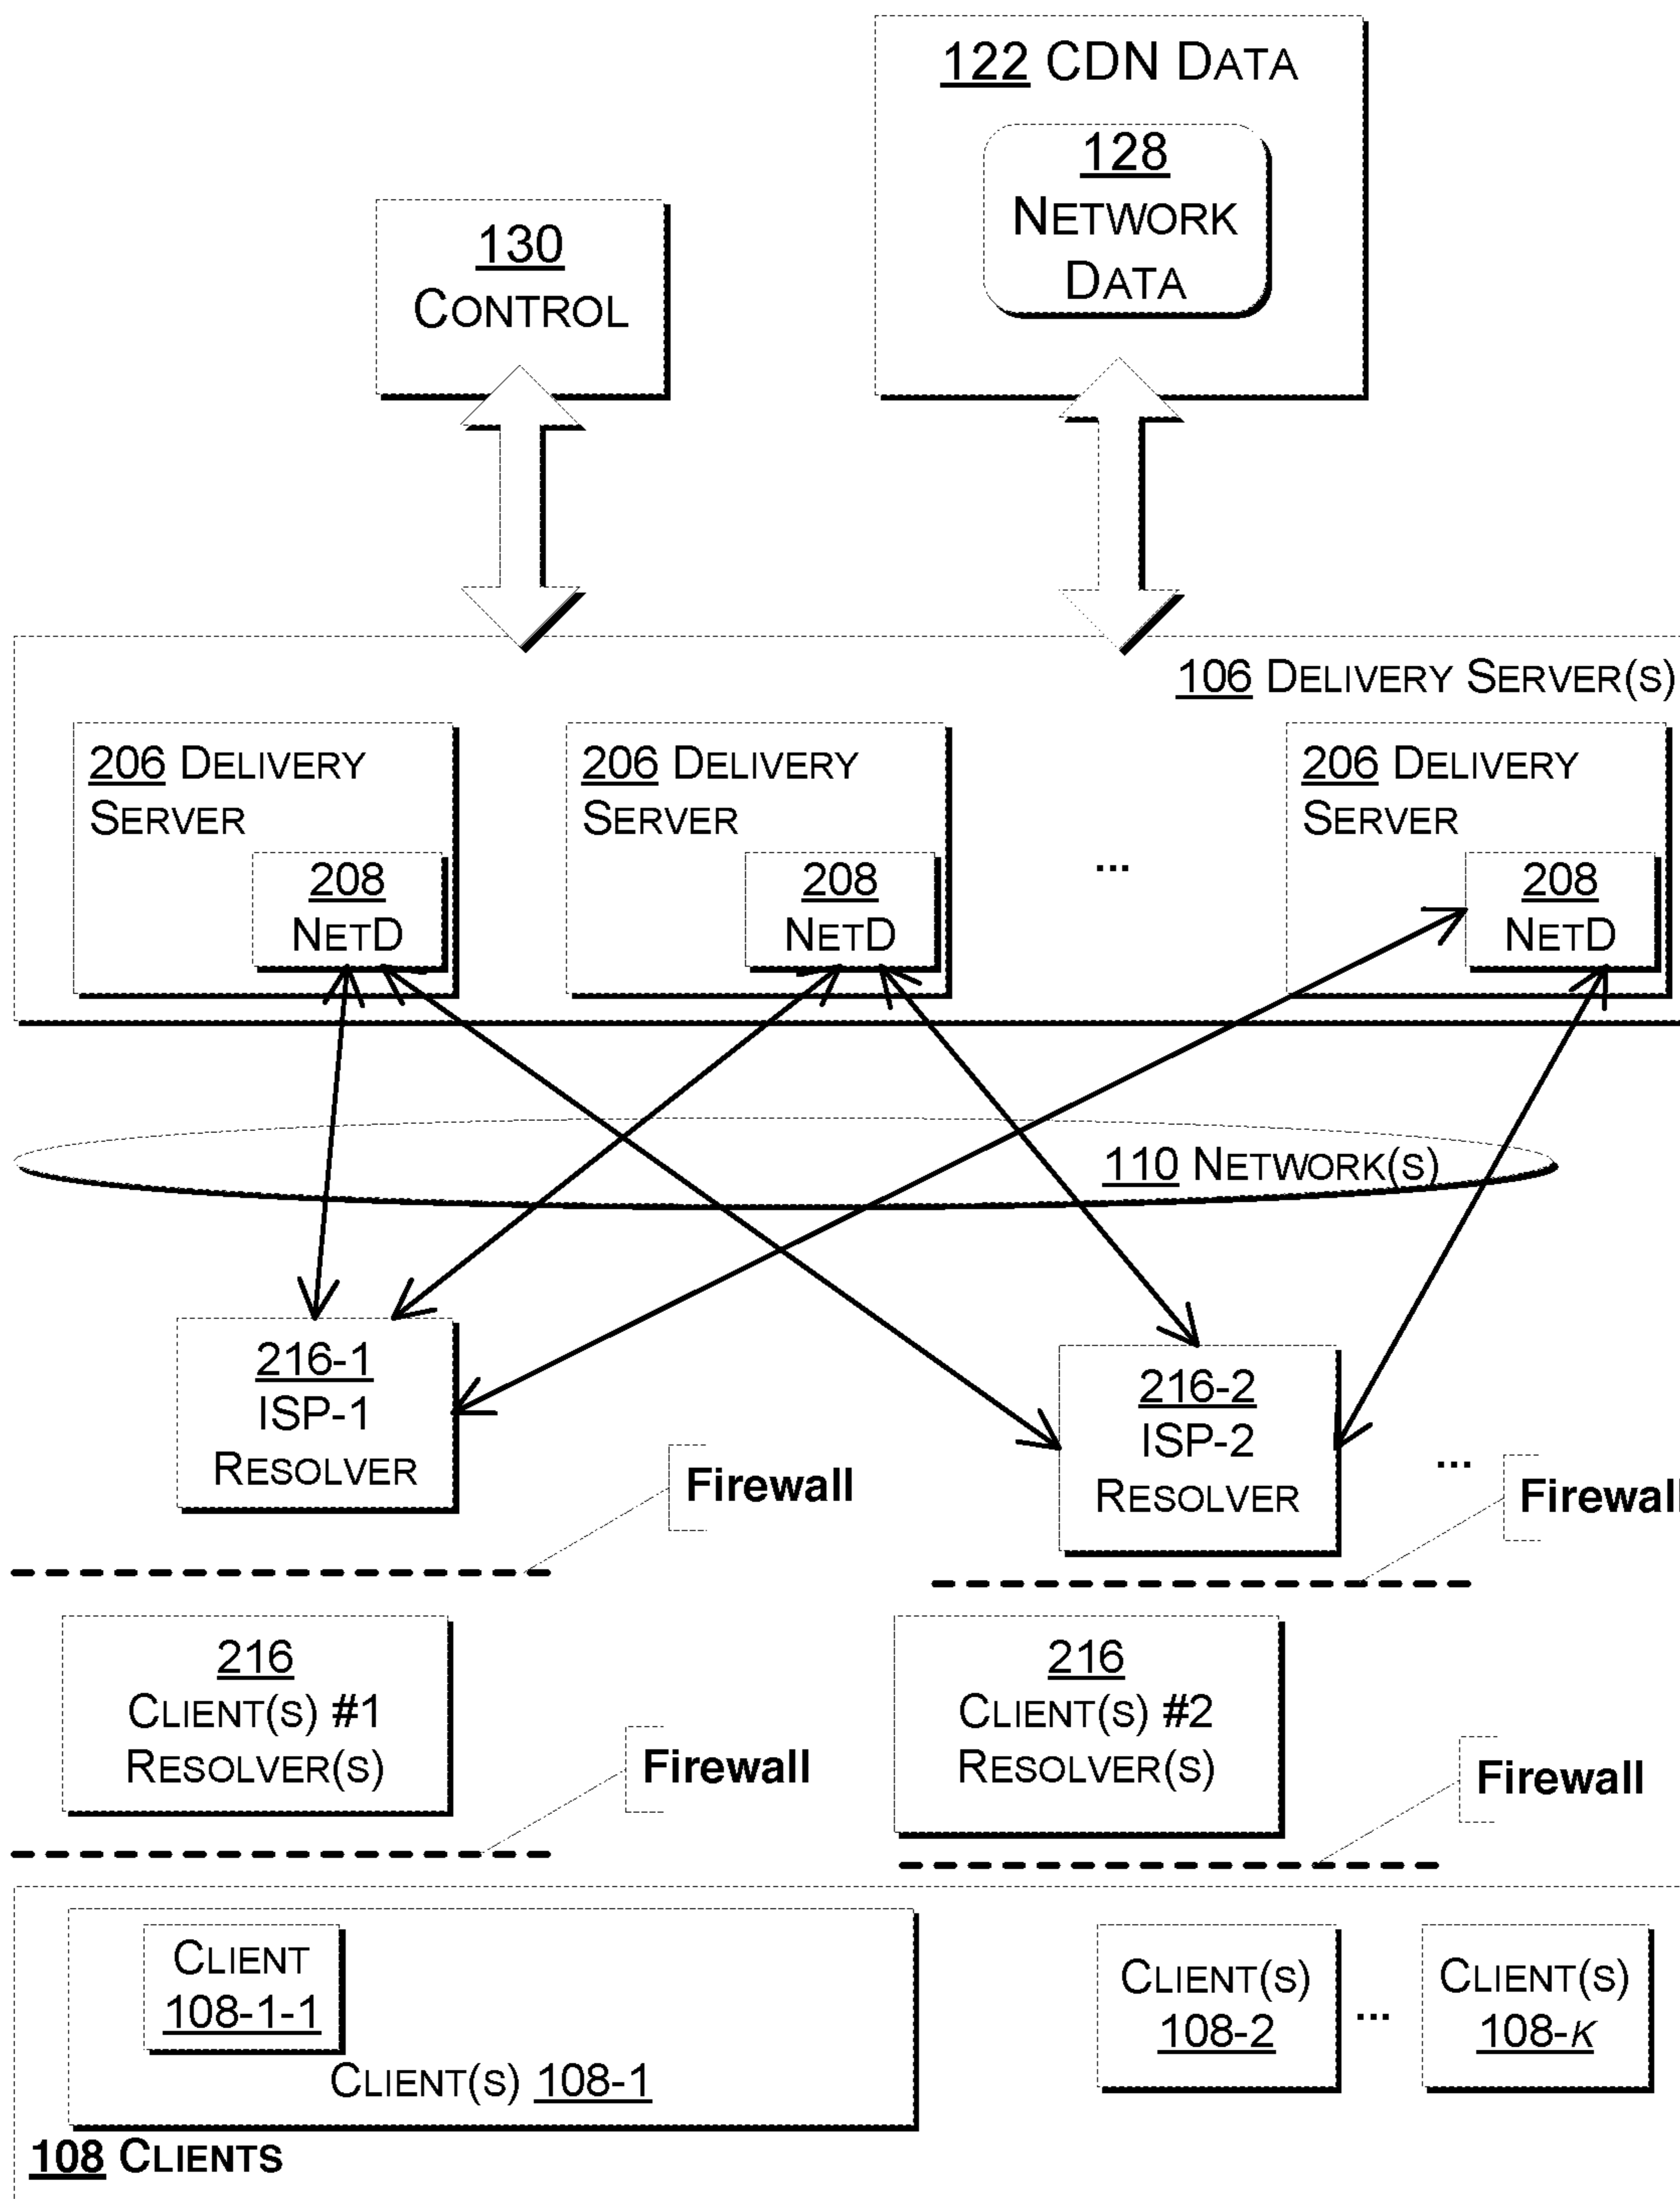 122 CDN DATA
128
NETWORK
DATA
130
CONTROL
106 DELIVERY SERVER(S)
206 DELIVERY
SERVER
208
NETD
206 DELIVERY
SERVER
208
NETD
...
206 DELIVERY
SERVER
208
NETD
110 NETWORK(S)
216-1
ISP-1
RESOLVER
Firewall
216-2
ISP-2
RESOLVER
...
Firewall
216
CLIENT(S) #1
RESOLVER(S)
Firewall
216
CLIENT(S) #2
RESOLVER(S)
Firewall
CLIENT
108-1-1
CLIENT(S) 108-1
CLIENT(S)
108-2
...
CLIENT(S)
108-K
108 CLIENTS